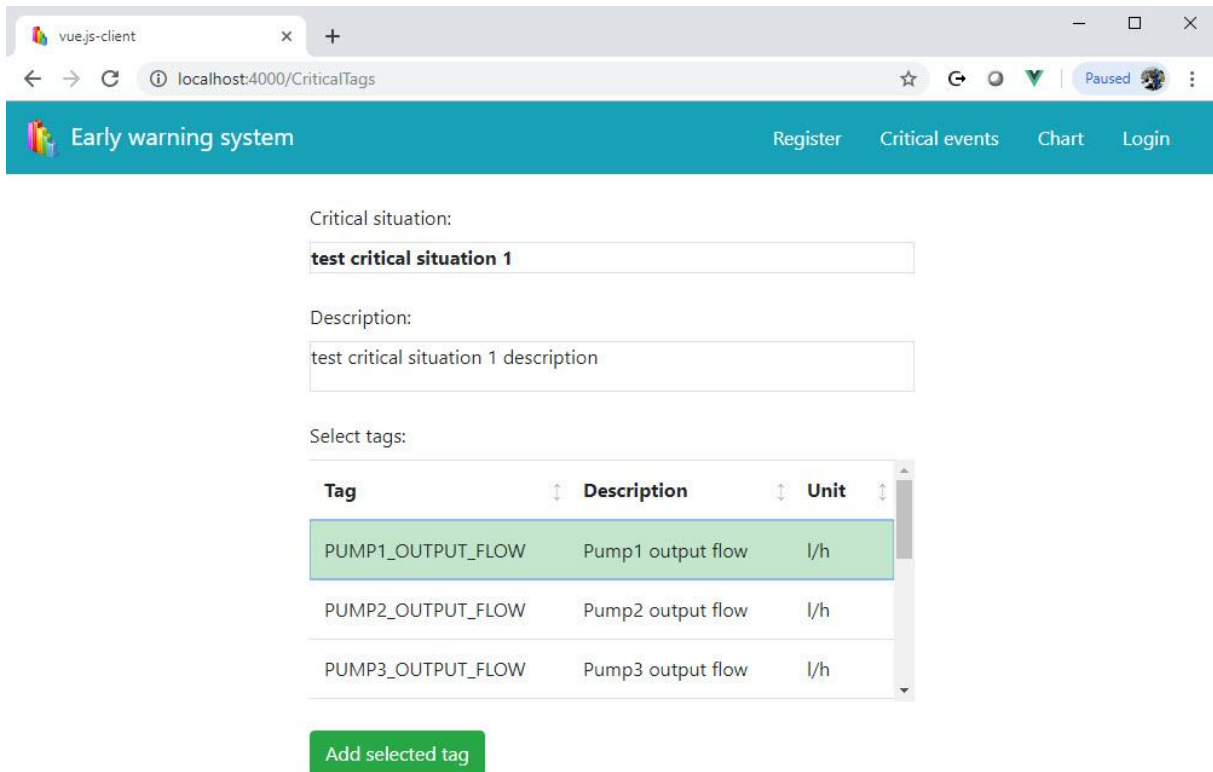 vue.js-client
localhost:4000/CriticalTags
Paused
Early warning system Register Critical events Chart Login
Critical situation:
test critical situation 1
Description:
test critical situation 1 description
Select tags:
Tag Description Unit
PUMP1_OUTPUT_FLOW Pump1 output flow l/h
PUMP2_OUTPUT_FLOW Pump2 output flow l/h
PUMP3_OUTPUT_FLOW Pump3 output flow l/h
Add selected tag